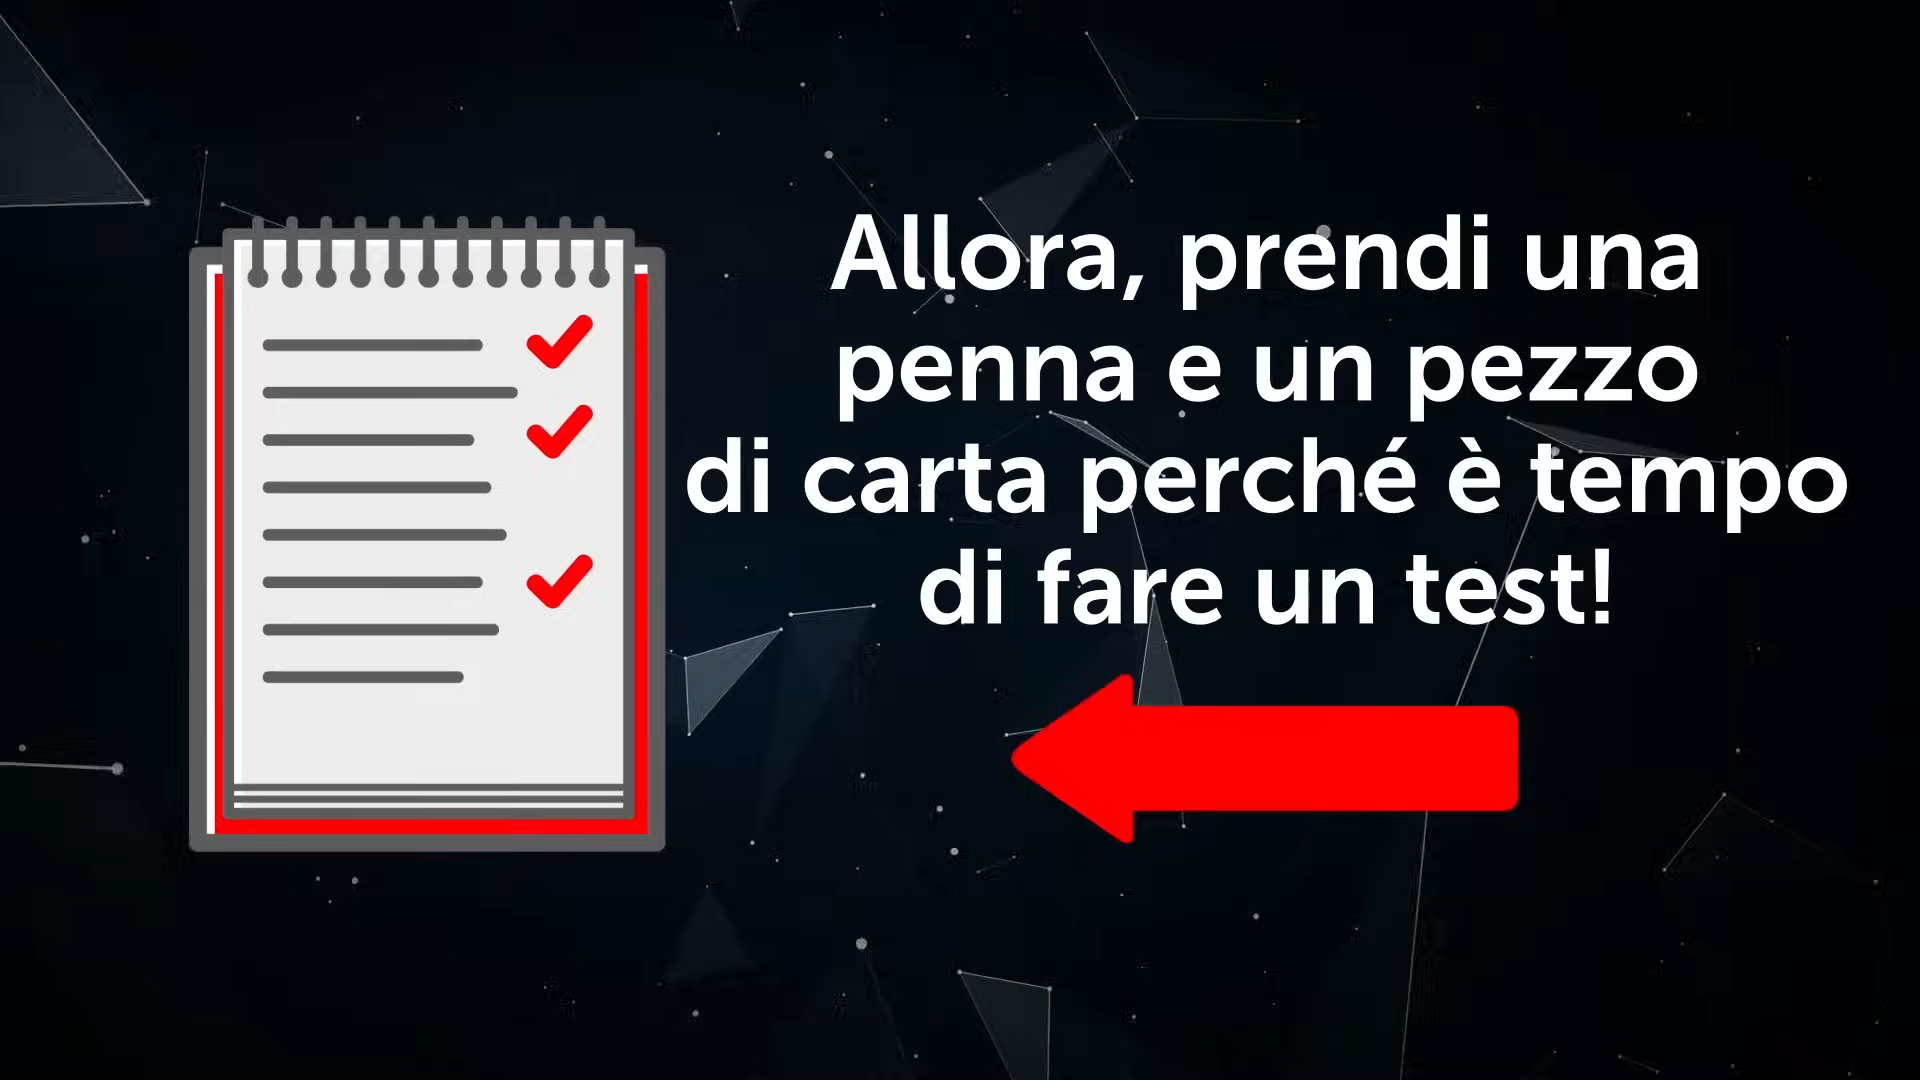 Allora, prendi una
penna e un pezzo
di carta perché è tempo
di fare un test!